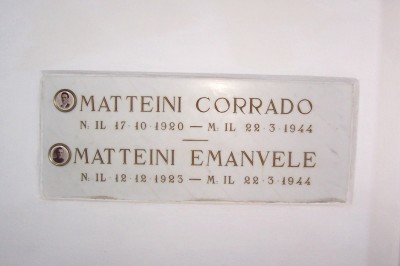 MATTEINI CORRADO
N. IL 17-10-1920 — M. IL 22-3-1944
MATTEINI EMANVELE
N. IL 12-12-1923 — M. IL 22-3-1944